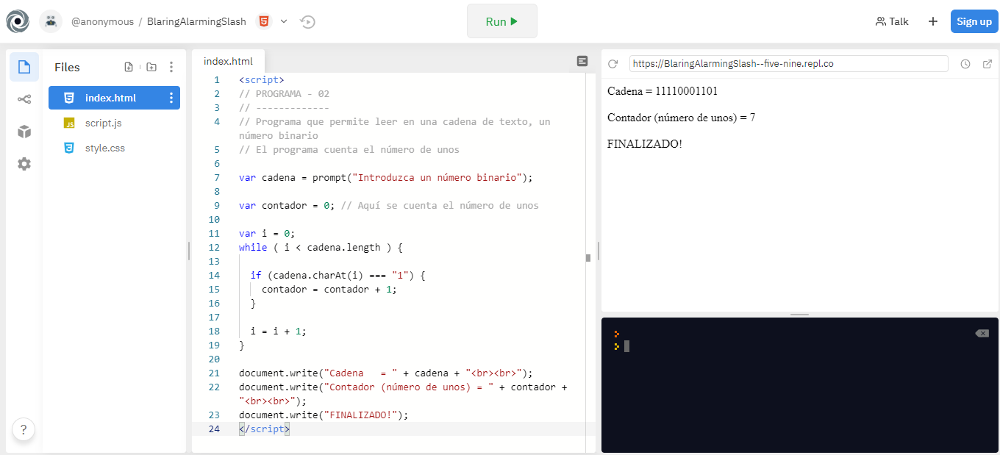 @anonymous / BlaringAlarmingSlash
Run
Talk
Sign up
Files
index.html
script.js
style.css
index.html
1 <script>
2 // PROGRAMA - 02
3 // -------------
4 // Programa que permite leer en una cadena de texto, un
número binario
5 // El programa cuenta el número de unos
6
7 var cadena = prompt("Introduzca un número binario");
8
9 var contador = 0; // Aquí se cuenta el número de unos
10
11 var i = 0;
12 while ( i < cadena.length ) {
13
14 if (cadena.charAt(i) === "1") {
15 contador = contador + 1;
16 }
17
18 i = i + 1;
19 }
20
21 document.write("Cadena   = " + cadena + "<br><br>");
22 document.write("Contador (número de unos) = " + contador +
"<br><br>");
23 document.write("FINALIZADO!");
24 </script>
?
https://BlaringAlarmingSlash--five-nine.repl.co
Cadena = 11110001101
Contador (número de unos) = 7
FINALIZADO!